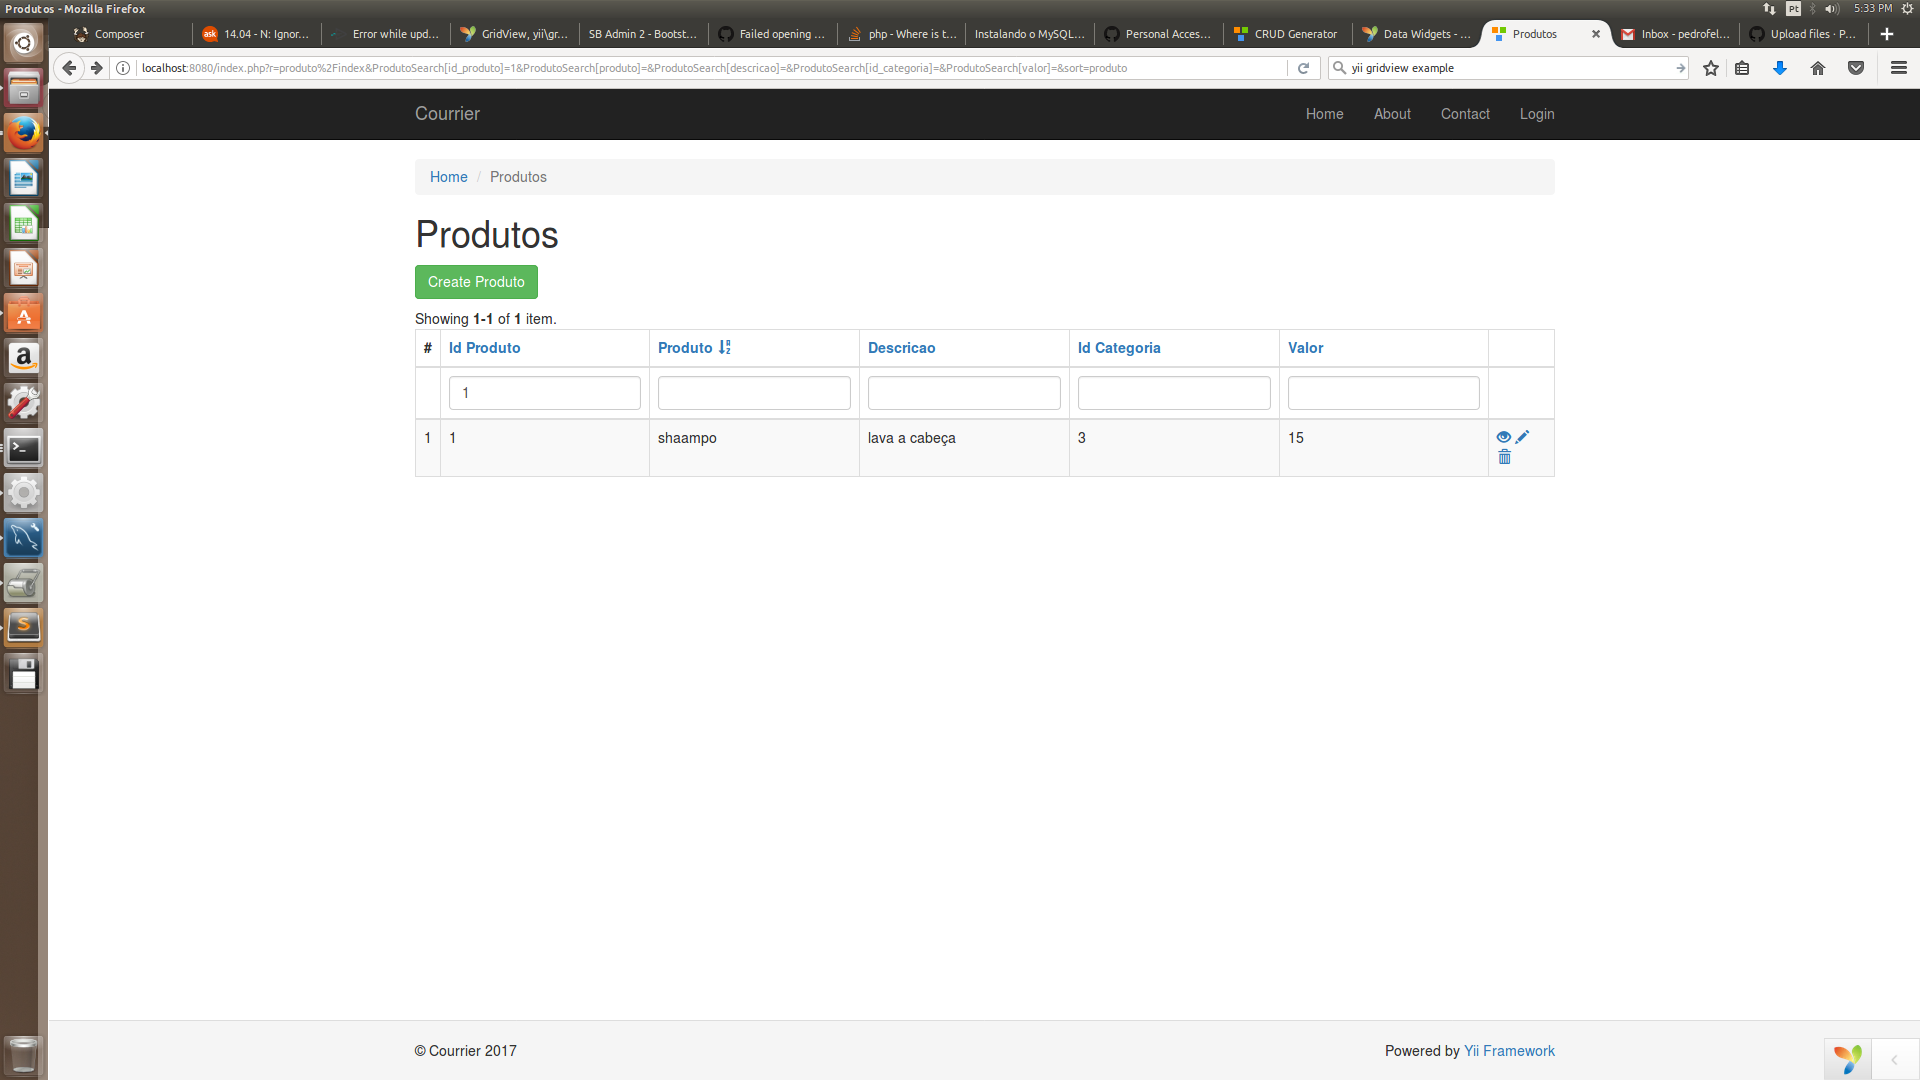 Produtos - Mozilla Firefox
Pt
5:33 PM
Composer
14.04 - N: Ignor...
Error while upd...
GridView, yii\gr...
SB Admin 2 - Bootst...
Failed opening ...
php - Where is t...
Instalando o MySQL...
Personal Acces...
CRUD Generator
Data Widgets - ...
Produtos
Inbox - pedrofel...
Upload files · P...
localhost:8080/index.php?r=produto%2Findex&ProdutoSearch[id_produto]=1&ProdutoSearch[produto]=&ProdutoSearch[descricao]=&ProdutoSearch[id_categoria]=&ProdutoSearch[valor]=&sort=produto
yii gridview example
Courrier
Home
About
Contact
Login
Home / Produtos
Produtos
Create Produto
Showing 1-1 of 1 item.
# Id Produto Produto Descricao Id Categoria Valor
1
1 1 shaampo lava a cabeça 3 15
© Courrier 2017
Powered by Yii Framework